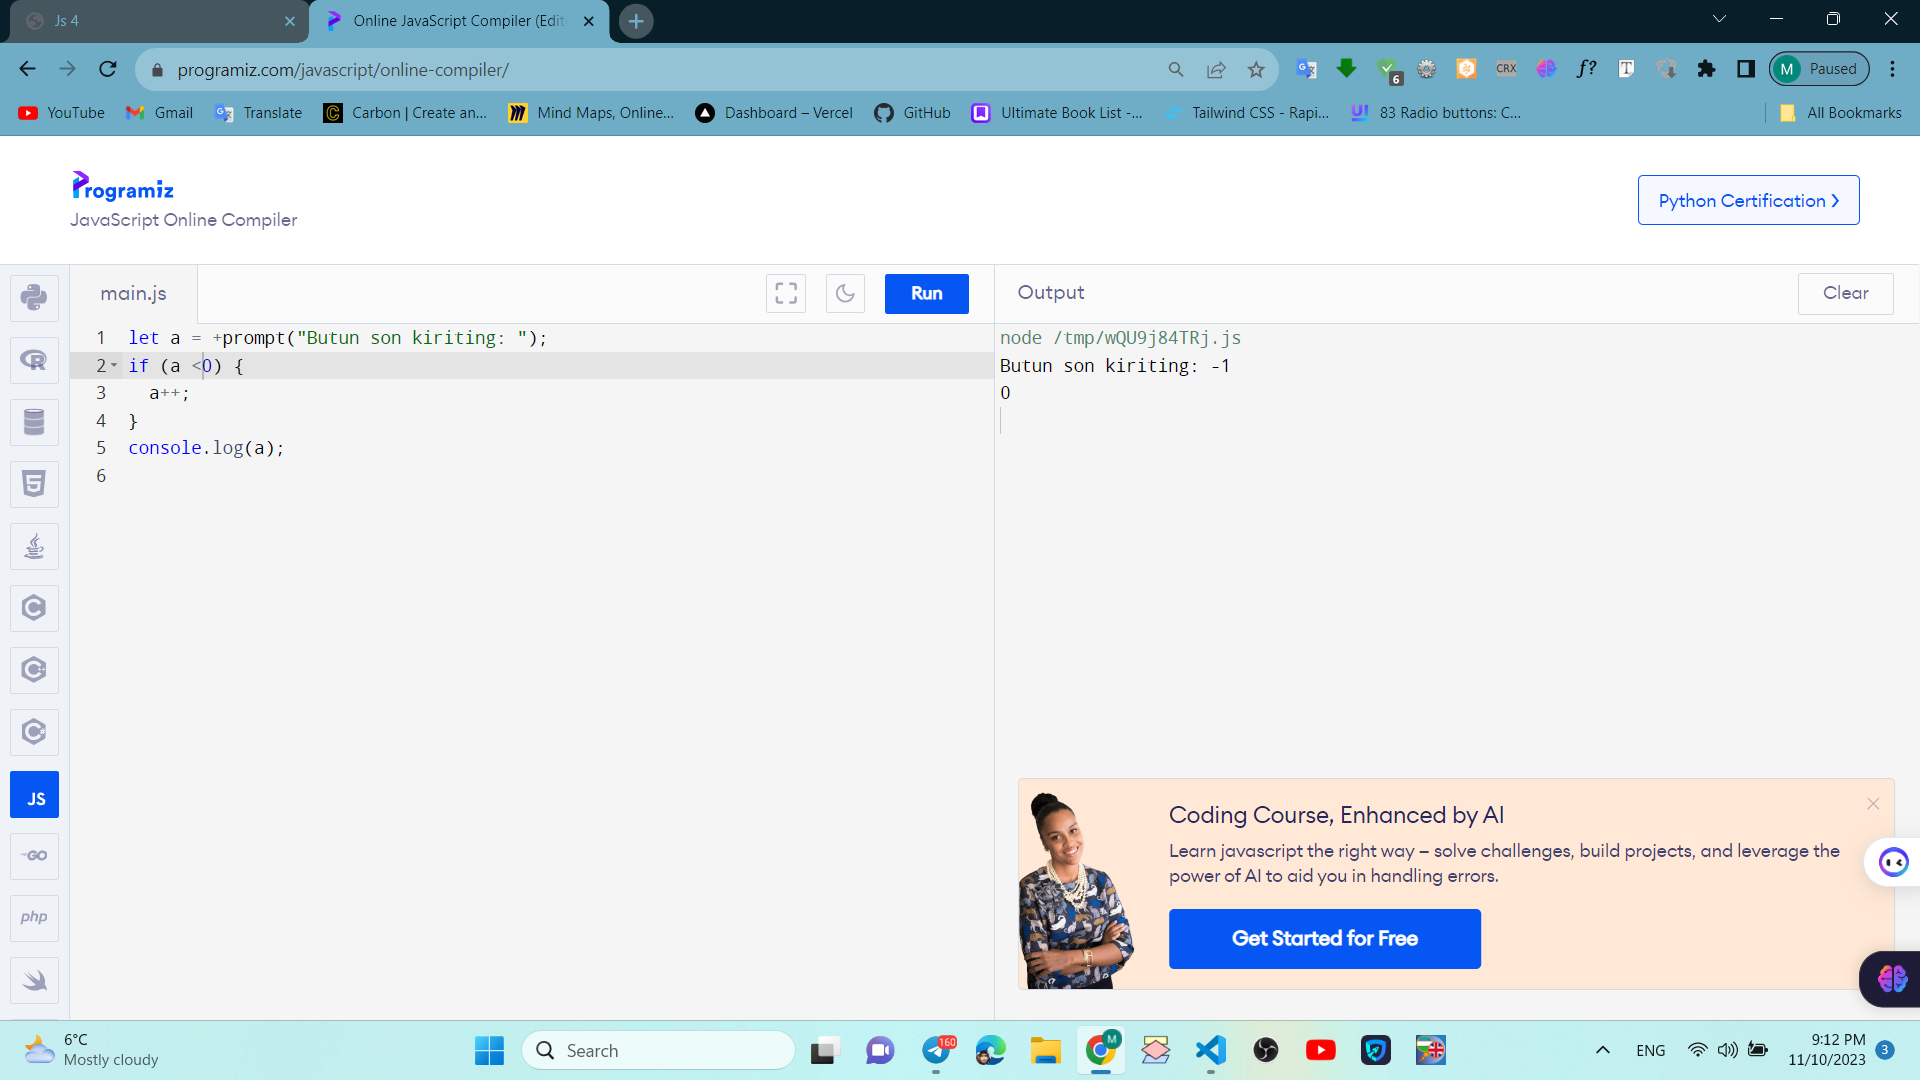 Js 4
Online JavaScript Compiler (Edit
programiz.com/javascript/online-compiler/
6
CRX
f?
T
M Paused
YouTube
Gmail
Translate
Carbon | Create an...
Mind Maps, Online...
Dashboard – Vercel
GitHub
Ultimate Book List -...
Tailwind CSS - Rapi...
83 Radio buttons: C...
All Bookmarks
Programiz
JavaScript Online Compiler
Python Certification
main.js
Run
Output
Clear
1 let a = +prompt("Butun son kiriting: ");
2 if (a <0) {
3 a++;
4 }
5 console.log(a);
6
node /tmp/wQU9j84TRj.js
Butun son kiriting: -1
0
JS
GO
php
Coding Course, Enhanced by AI
Learn javascript the right way – solve challenges, build projects, and leverage the
power of AI to aid you in handling errors.
Get Started for Free
6°C
Mostly cloudy
Search
160
M
ENG
9:12 PM
11/10/2023
3